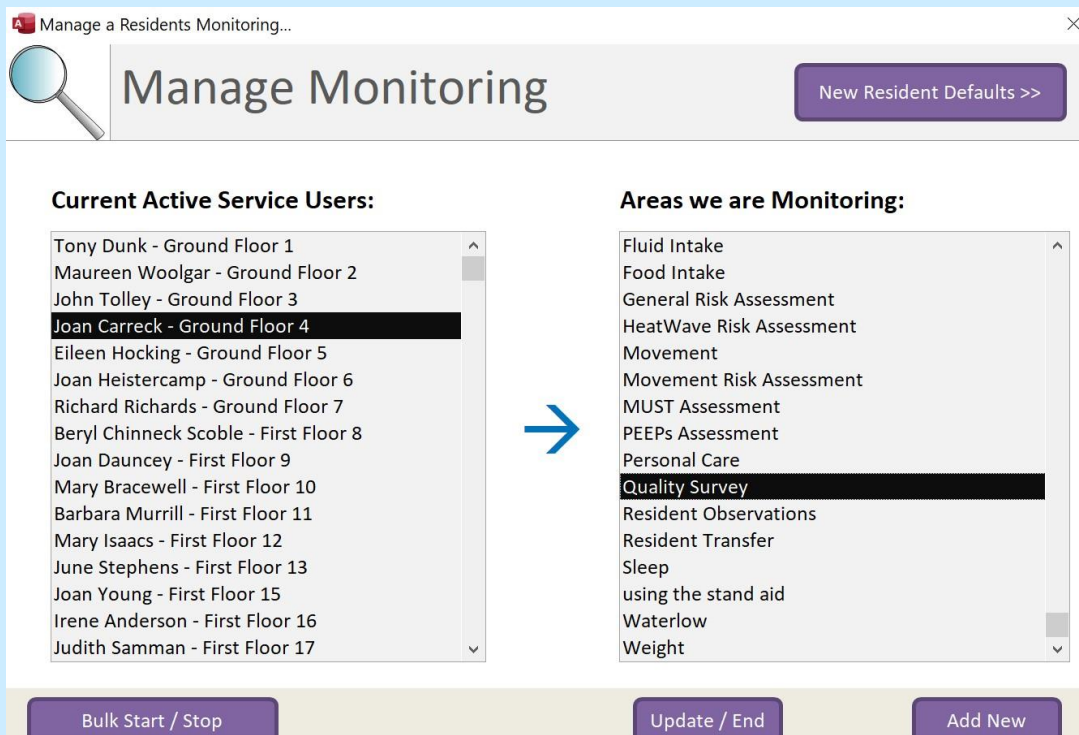 Manage a Residents Monitoring...
Manage Monitoring
New Resident Defaults >>
Current Active Service Users:
Tony Dunk - Ground Floor 1
Maureen Woolgar - Ground Floor 2
John Tolley - Ground Floor 3
Joan Carreck - Ground Floor 4
Eileen Hocking - Ground Floor 5
Joan Heistercamp - Ground Floor 6
Richard Richards - Ground Floor 7
Beryl Chinneck Scoble - First Floor 8
Joan Dauncey - First Floor 9
Mary Bracewell - First Floor 10
Barbara Murrill - First Floor 11
Mary Isaacs - First Floor 12
June Stephens - First Floor 13
Joan Young - First Floor 15
Irene Anderson - First Floor 16
Judith Samman - First Floor 17
Areas we are Monitoring:
Fluid Intake
Food Intake
General Risk Assessment
HeatWave Risk Assessment
Movement
Movement Risk Assessment
MUST Assessment
PEEPs Assessment
Personal Care
Quality Survey
Resident Observations
Resident Transfer
Sleep
using the stand aid
Waterlow
Weight
Bulk Start / Stop
Update / End
Add New